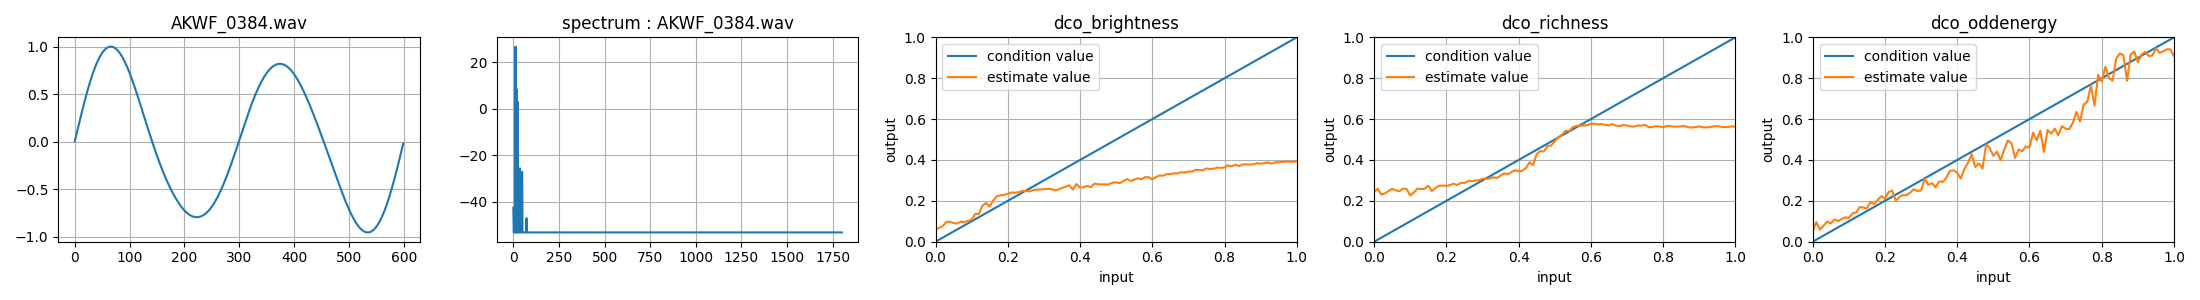 AKWF_0384.wav
1.0
0.5
0.0
−0.5
−1.0
0 100 200 300 400 500 600
spectrum : AKWF_0384.wav
20
0
−20
−40
0 250 500 750 1000 1250 1500 1750
dco_brightness
condition value
estimate value
output
1.0
0.8
0.6
0.4
0.2
0.0
0.0 0.2 0.4 0.6 0.8 1.0
input
dco_richness
condition value
estimate value
output
1.0
0.8
0.6
0.4
0.2
0.0
0.0 0.2 0.4 0.6 0.8 1.0
input
dco_oddenergy
condition value
estimate value
output
1.0
0.8
0.6
0.4
0.2
0.0
0.0 0.2 0.4 0.6 0.8 1.0
input